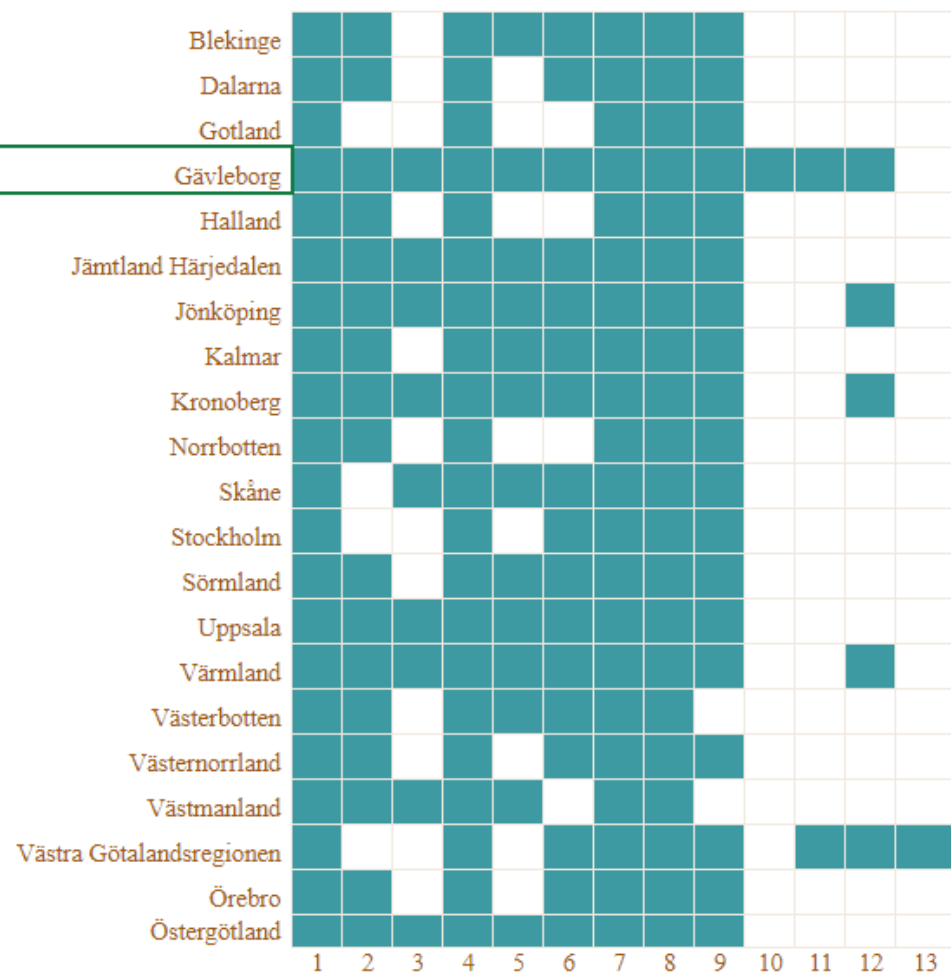 Blekinge
Dalarna
Gotland
Gävleborg
Halland
Jämtland Härjedalen
Jönköping
Kalmar
Kronoberg
Norrbotten
Skåne
Stockholm
Sörmland
Uppsala
Värmland
Västerbotten
Västernorrland
Västmanland
Västra Götalandsregionen
Örebro
Östergötland
1 2 3 4 5 6 7 8 9 10 11 12 13